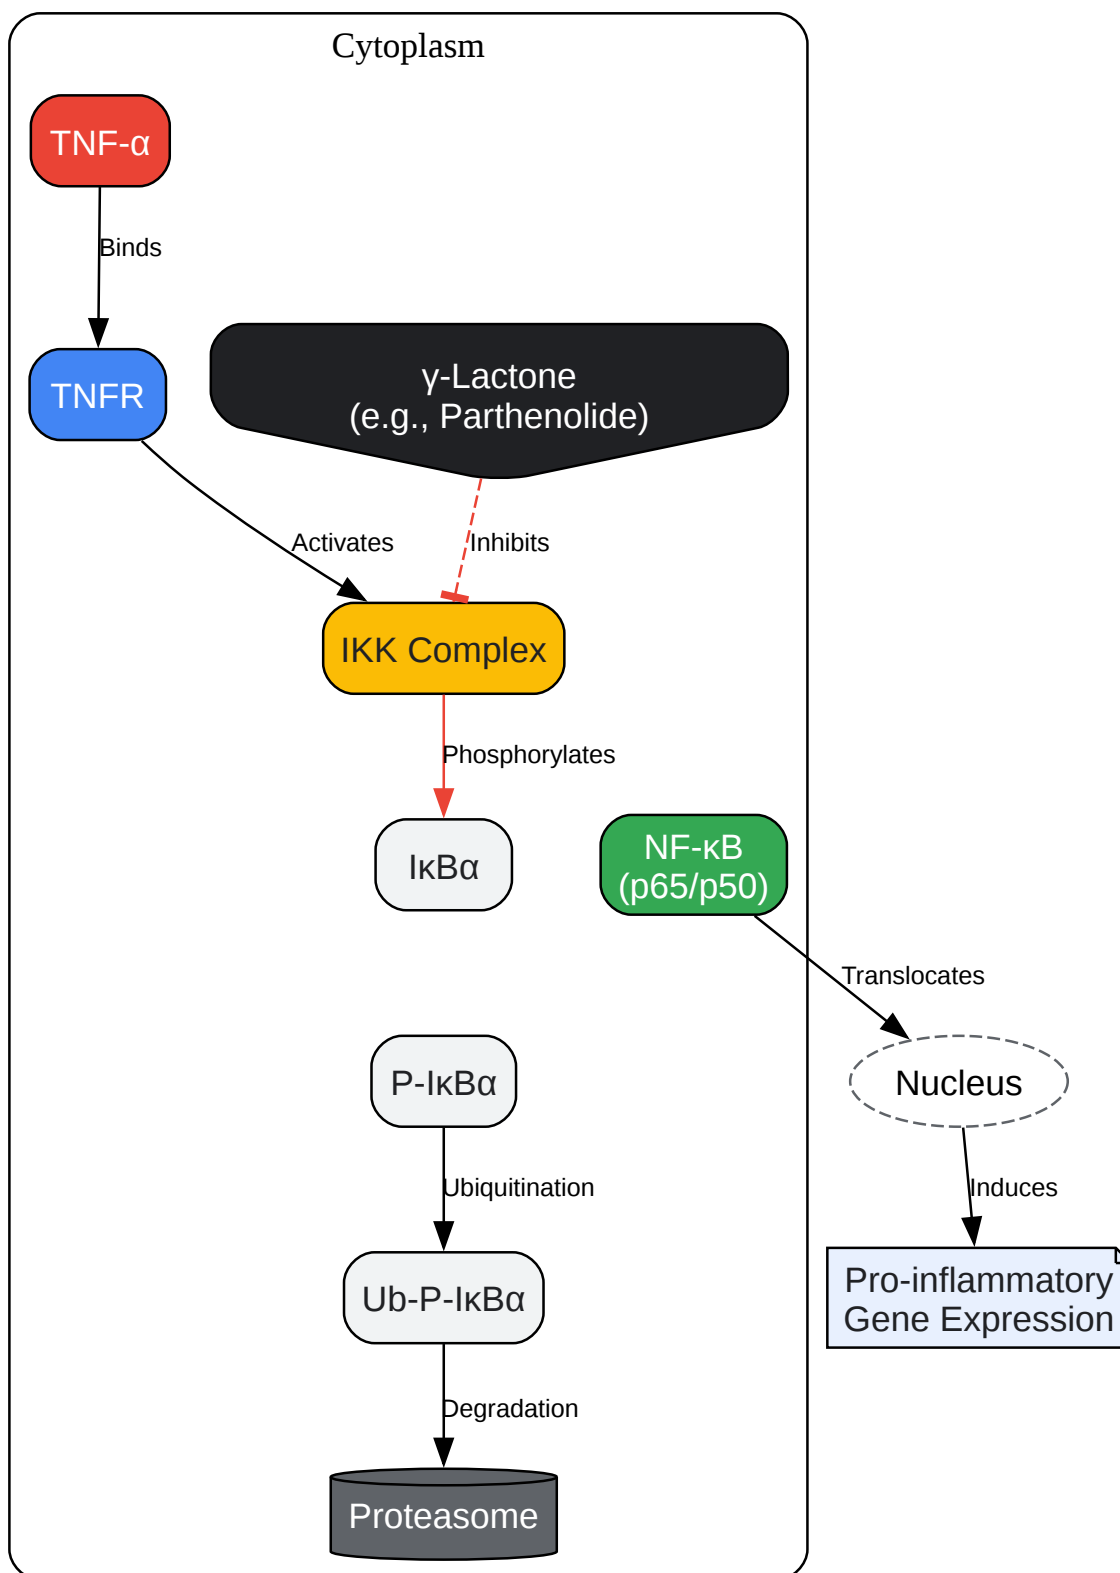 Cytoplasm
TNF-α
Binds
TNFR
γ-Lactone
(e.g., Parthenolide)
Activates
Inhibits
IKK Complex
Phosphorylates
IκBα
NF-κB
(p65/p50)
Translocates
P-IκBα
Nucleus
Ubiquitination
Induces
Ub-P-IκBα
Pro-inflammatory
Gene Expression
Degradation
Proteasome